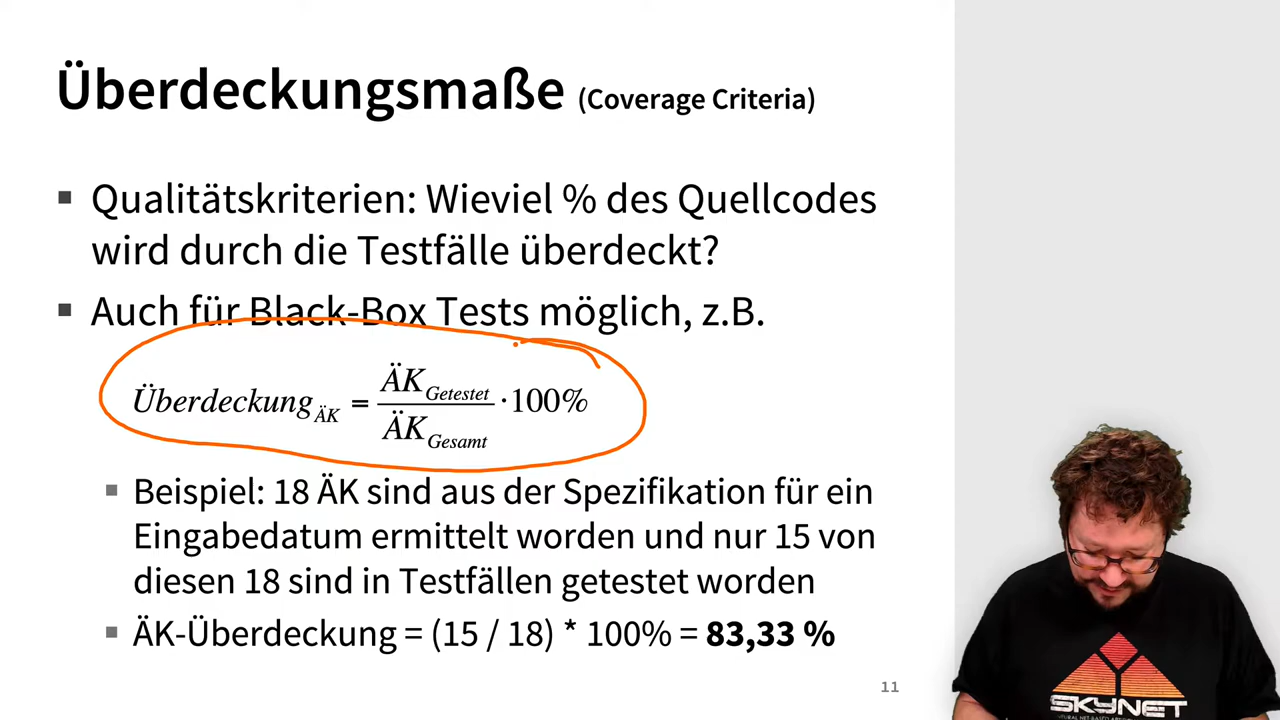 Überdeckungsmaße (Coverage Criteria)
▪ Qualitätskriterien: Wieviel % des Quellcodes
wird durch die Testfälle überdeckt?
▪ Auch für Black-Box Tests möglich, z.B.
Überdeckung_ÄK = ÄK_Getestet / ÄK_Gesamt · 100%
▪ Beispiel: 18 ÄK sind aus der Spezifikation für ein
Eingabedatum ermittelt worden und nur 15 von
diesen 18 sind in Testfällen getestet worden
▪ ÄK-Überdeckung = (15 / 18) * 100% = 83,33 %
11
SKYNET